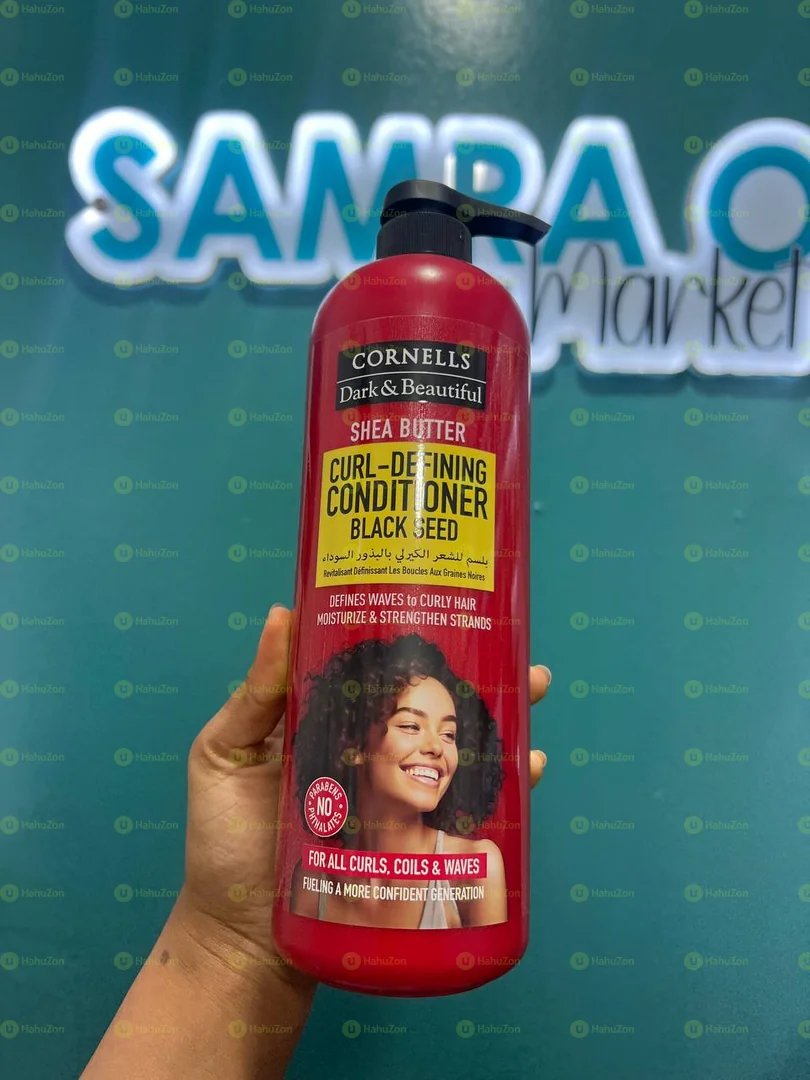 SAMRA O
Market
CORNELLS
Dark & Beautiful
SHEA BUTTER
CURL-DEFINING
CONDITIONER
BLACK SEED
بلسم للشعر الكيرلي بالبذور السوداء
Revitalisant Définissant Les Boucles Aux Graines Noires
DEFINES WAVES to CURLY HAIR
MOISTURIZE & STRENGTHEN STRANDS
PARABENS
NO
PHTHALATES
FOR ALL CURLS, COILS & WAVES
FUELING A MORE CONFIDENT GENERATION
HahuZon